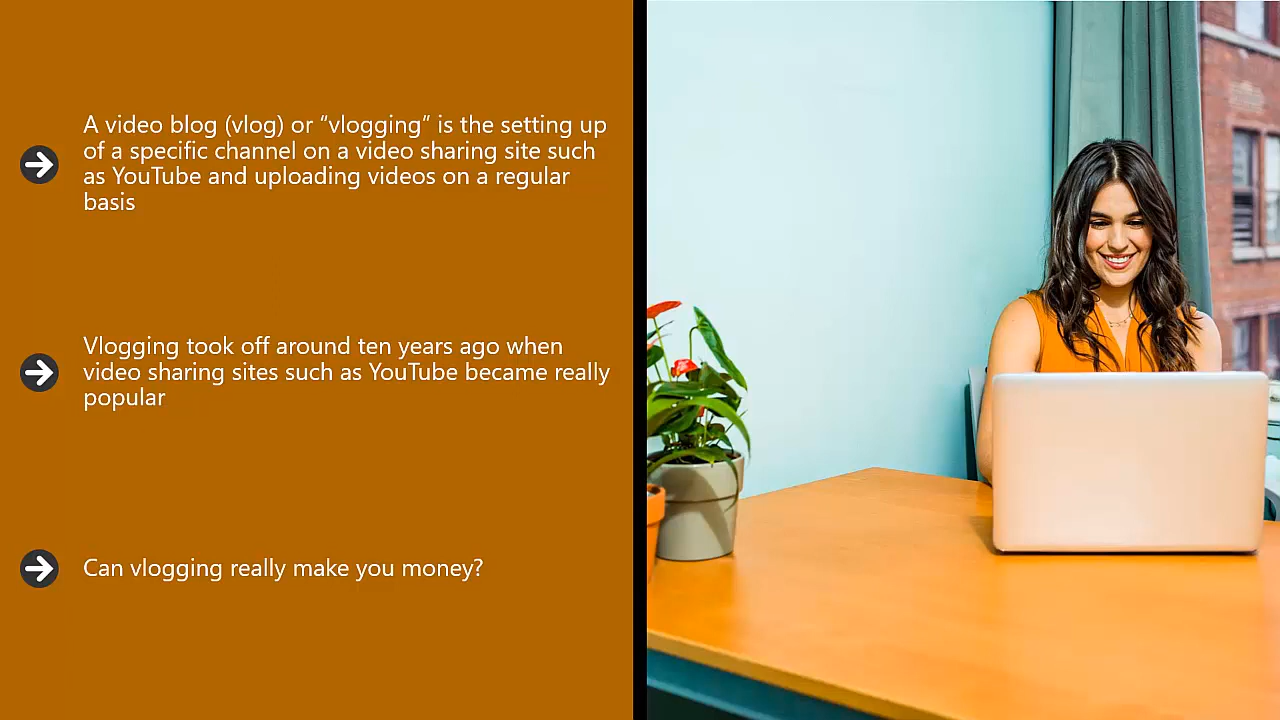 A video blog (vlog) or “vlogging” is the setting up
of a specific channel on a video sharing site such
as YouTube and uploading videos on a regular
basis
Vlogging took off around ten years ago when
video sharing sites such as YouTube became really
popular
Can vlogging really make you money?